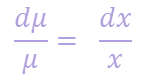 dμ/μ = dx/x